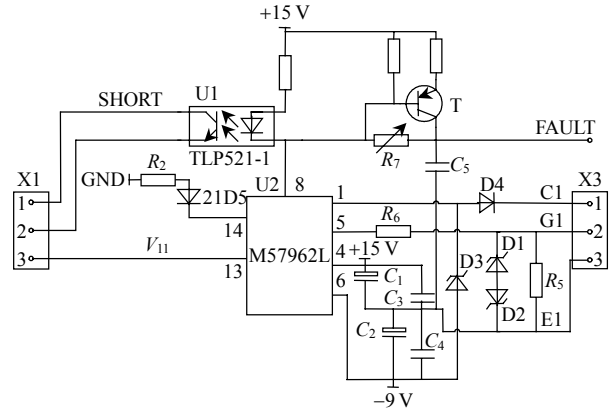 +15 V
SHORT
U1
T
FAULT
TLP521-1
R7
C5
R2
U2
8
D4
C1
X1
GND
X3
1
21D5
1
1
14
5
R6
G1
2
V11
M57962L
4
+15 V
D3
D1
2
3
13
6
C1
C3
D2
R5
3
C2
C4
E1
−9 V